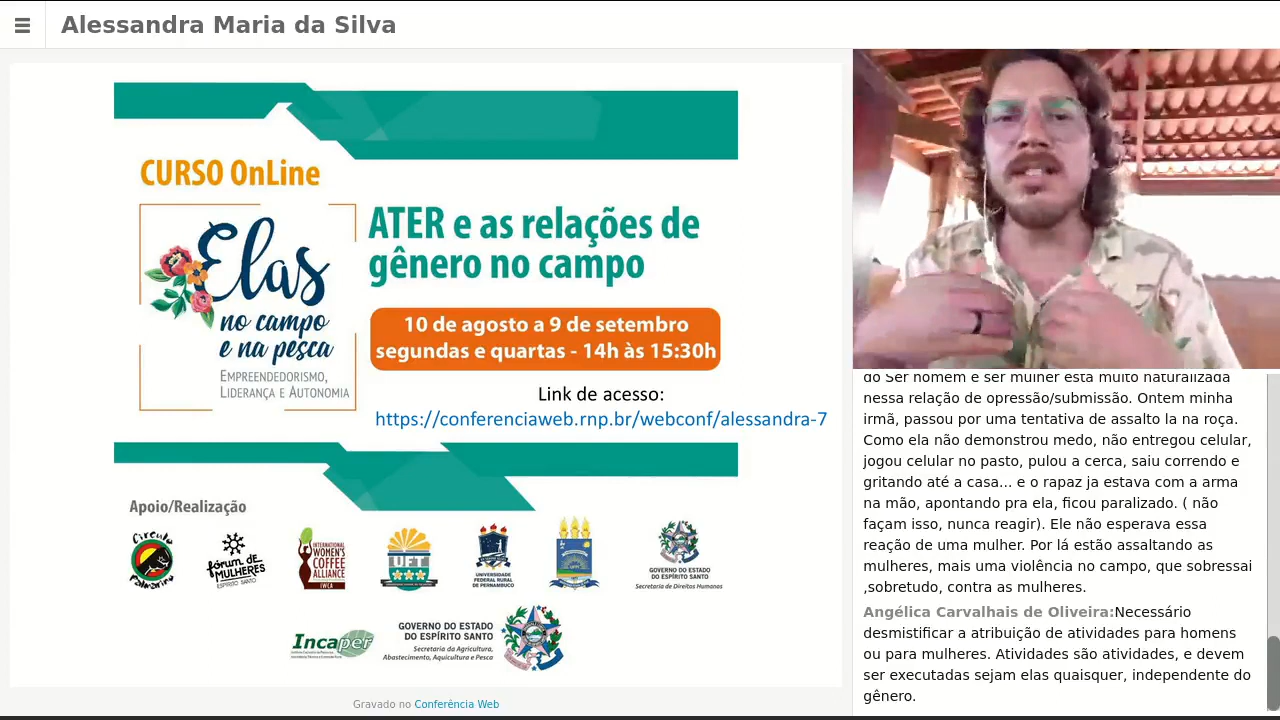 Alessandra Maria da Silva
CURSO OnLine
Elas
no campo
e na pesca
EMPREENDEDORISMO,
LIDERANÇA E AUTONOMIA
ATER e as relações de
gênero no campo
10 de agosto a 9 de setembro
segundas e quartas - 14h às 15:30h
Link de acesso:
https://conferenciaweb.rnp.br/webconf/alessandra-7
Apoio/Realização
Círculo
Palmarino
fórum de
MULHERES
ESPÍRITO SANTO
INTERNATIONAL
WOMEN'S
COFFEE
ALLIANCE
IWCA
UFT
UNIVERSIDADE
FEDERAL RURAL
DE PERNAMBUCO
GOVERNO DO ESTADO
DO ESPÍRITO SANTO
Secretaria de Direitos Humanos
Incaper
GOVERNO DO ESTADO
DO ESPÍRITO SANTO
Secretaria da Agricultura,
Abastecimento, Aquicultura e Pesca
Gravado no Conferência Web
do Ser homem e ser mulher está muito naturalizada
nessa relação de opressão/submissão. Ontem minha
irmã, passou por uma tentativa de assalto la na roça.
Como ela não demonstrou medo, não entregou celular,
jogou celular no pasto, pulou a cerca, saiu correndo e
gritando até a casa... e o rapaz ja estava com a arma
na mão, apontando pra ela, ficou paralizado. ( não
façam isso, nunca reagir). Ele não esperava essa
reação de uma mulher. Por lá estão assaltando as
mulheres, mais uma violência no campo, que sobressai
,sobretudo, contra as mulheres.
Angélica Carvalhais de Oliveira:Necessário
desmistificar a atribuição de atividades para homens
ou para mulheres. Atividades são atividades, e devem
ser executadas sejam elas quaisquer, independente do
gênero.